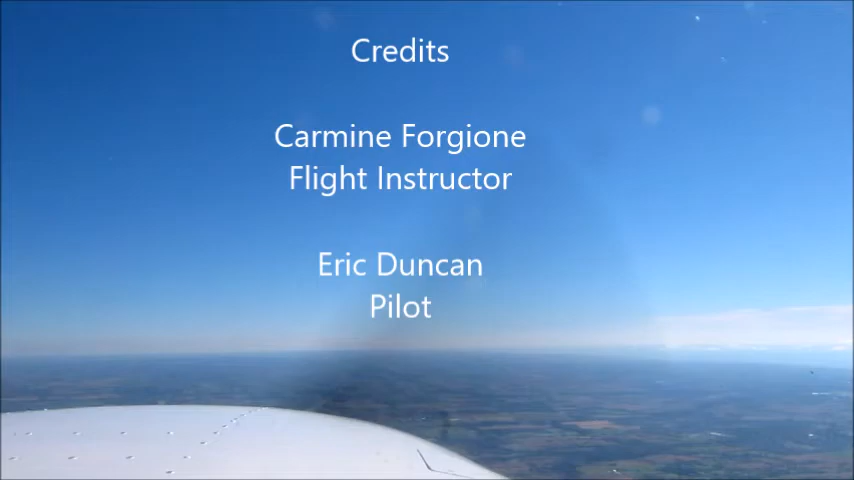 Credits
Carmine Forgione
Flight Instructor
Eric Duncan
Pilot